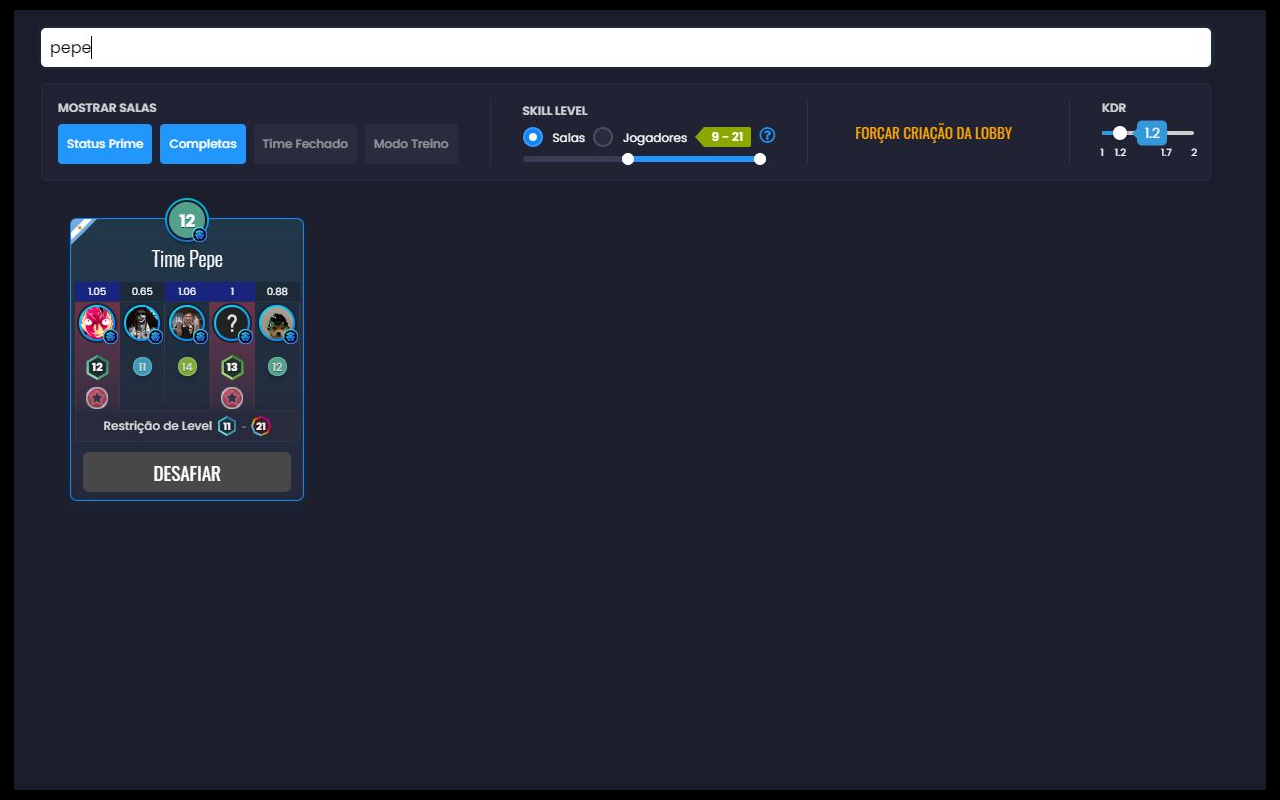 pepe
MOSTRAR SALAS
Status Prime Completas Time Fechado Modo Treino
SKILL LEVEL
Salas Jogadores 9 - 21 ?
FORÇAR CRIAÇÃO DA LOBBY
KDR
1.2
1 1.2 1.7 2
12
Time Pepe
1.05 0.65 1.06 1 0.88
?
12 11 14 13 12
Restrição de Level 11 - 21
DESAFIAR